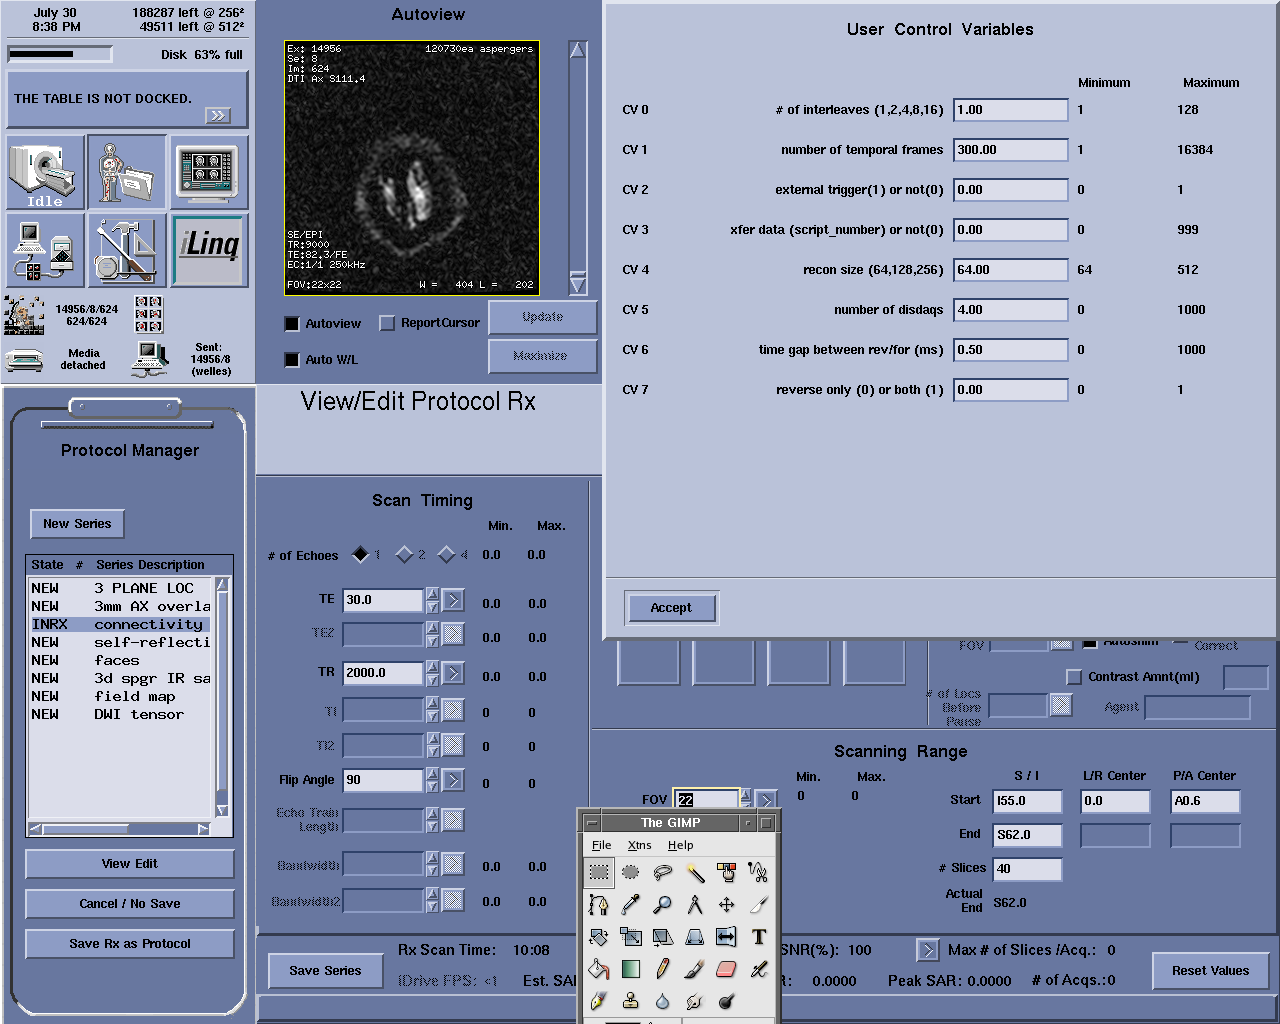 July 30
8:38 PM
188287 left @ 256²
49511 left @ 512²
Disk 63% full
THE TABLE IS NOT DOCKED.
>>
Idle
iLinq
14956/8/624
624/624
Media
detached
Sent:
14956/8
(welles)
Autoview
Ex: 14956
Se: 8
Im: 624
DTI Ax S111.4
120730ea aspergers
SE/EPI
TR:9000
TE:82.3/FE
EC:1/1 250kHz
FOV:22x22
W = 404 L = 202
Autoview
ReportCursor
Update
Auto W/L
Maximize
User Control Variables
Minimum Maximum
CV 0 # of interleaves (1,2,4,8,16) 1.00 1 128
CV 1 number of temporal frames 300.00 1 16384
CV 2 external trigger(1) or not(0) 0.00 0 1
CV 3 xfer data (script_number) or not(0) 0.00 0 999
CV 4 recon size (64,128,256) 64.00 64 512
CV 5 number of disdaqs 4.00 0 1000
CV 6 time gap between rev/for (ms) 0.50 0 1000
CV 7 reverse only (0) or both (1) 0.00 0 1
Accept
Protocol Manager
New Series
State # Series Description
NEW 3 PLANE LOC
NEW 3mm AX overla
INRX connectivity
NEW self-reflecti
NEW faces
NEW 3d spgr IR sa
NEW field map
NEW DWI tensor
View Edit
Cancel / No Save
Save Rx as Protocol
View/Edit Protocol Rx
Scan Timing
Min. Max.
# of Echoes 1 2 4 0.0 0.0
TE 30.0 0.0 0.0
TE2 0.0 0.0
TR 2000.0 0.0 0.0
TI 0 0
TI2 0 0
Flip Angle 90 0 0
Echo Train
Length
Bandwidth 0.0 0.0
Bandwidth2 0.0 0.0
FOV
AutoShim
Correct
Contrast Amnt(ml)
# of Locs
Before
Pause
Agent
Scanning Range
Min. Max.
FOV 22 0 0
S / I L/R Center P/A Center
Start I55.0 0.0 A0.6
End S62.0
# Slices 40
Actual
End S62.0
The GIMP
File Xtns Help
T
Save Series
Rx Scan Time: 10:08
SNR(%): 100
Max # of Slices /Acq.: 0
iDrive FPS: <1
Est. SA
R: 0.0000
Peak SAR: 0.0000
# of Acqs.:0
Reset Values